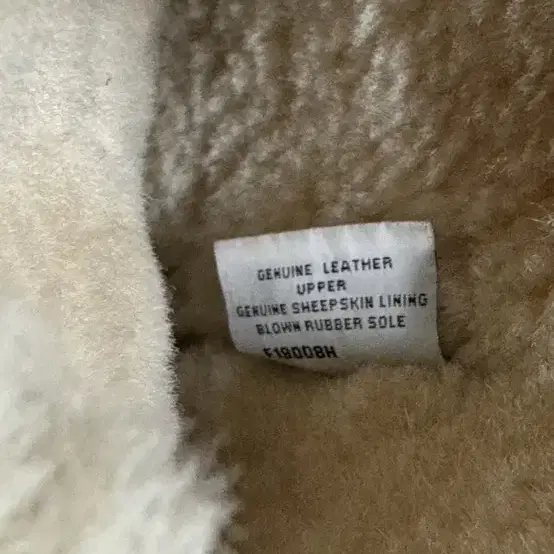 GENUINE LEATHER
UPPER
GENUINE SHEEPSKIN LINING
BLOWN RUBBER SOLE
F19008H